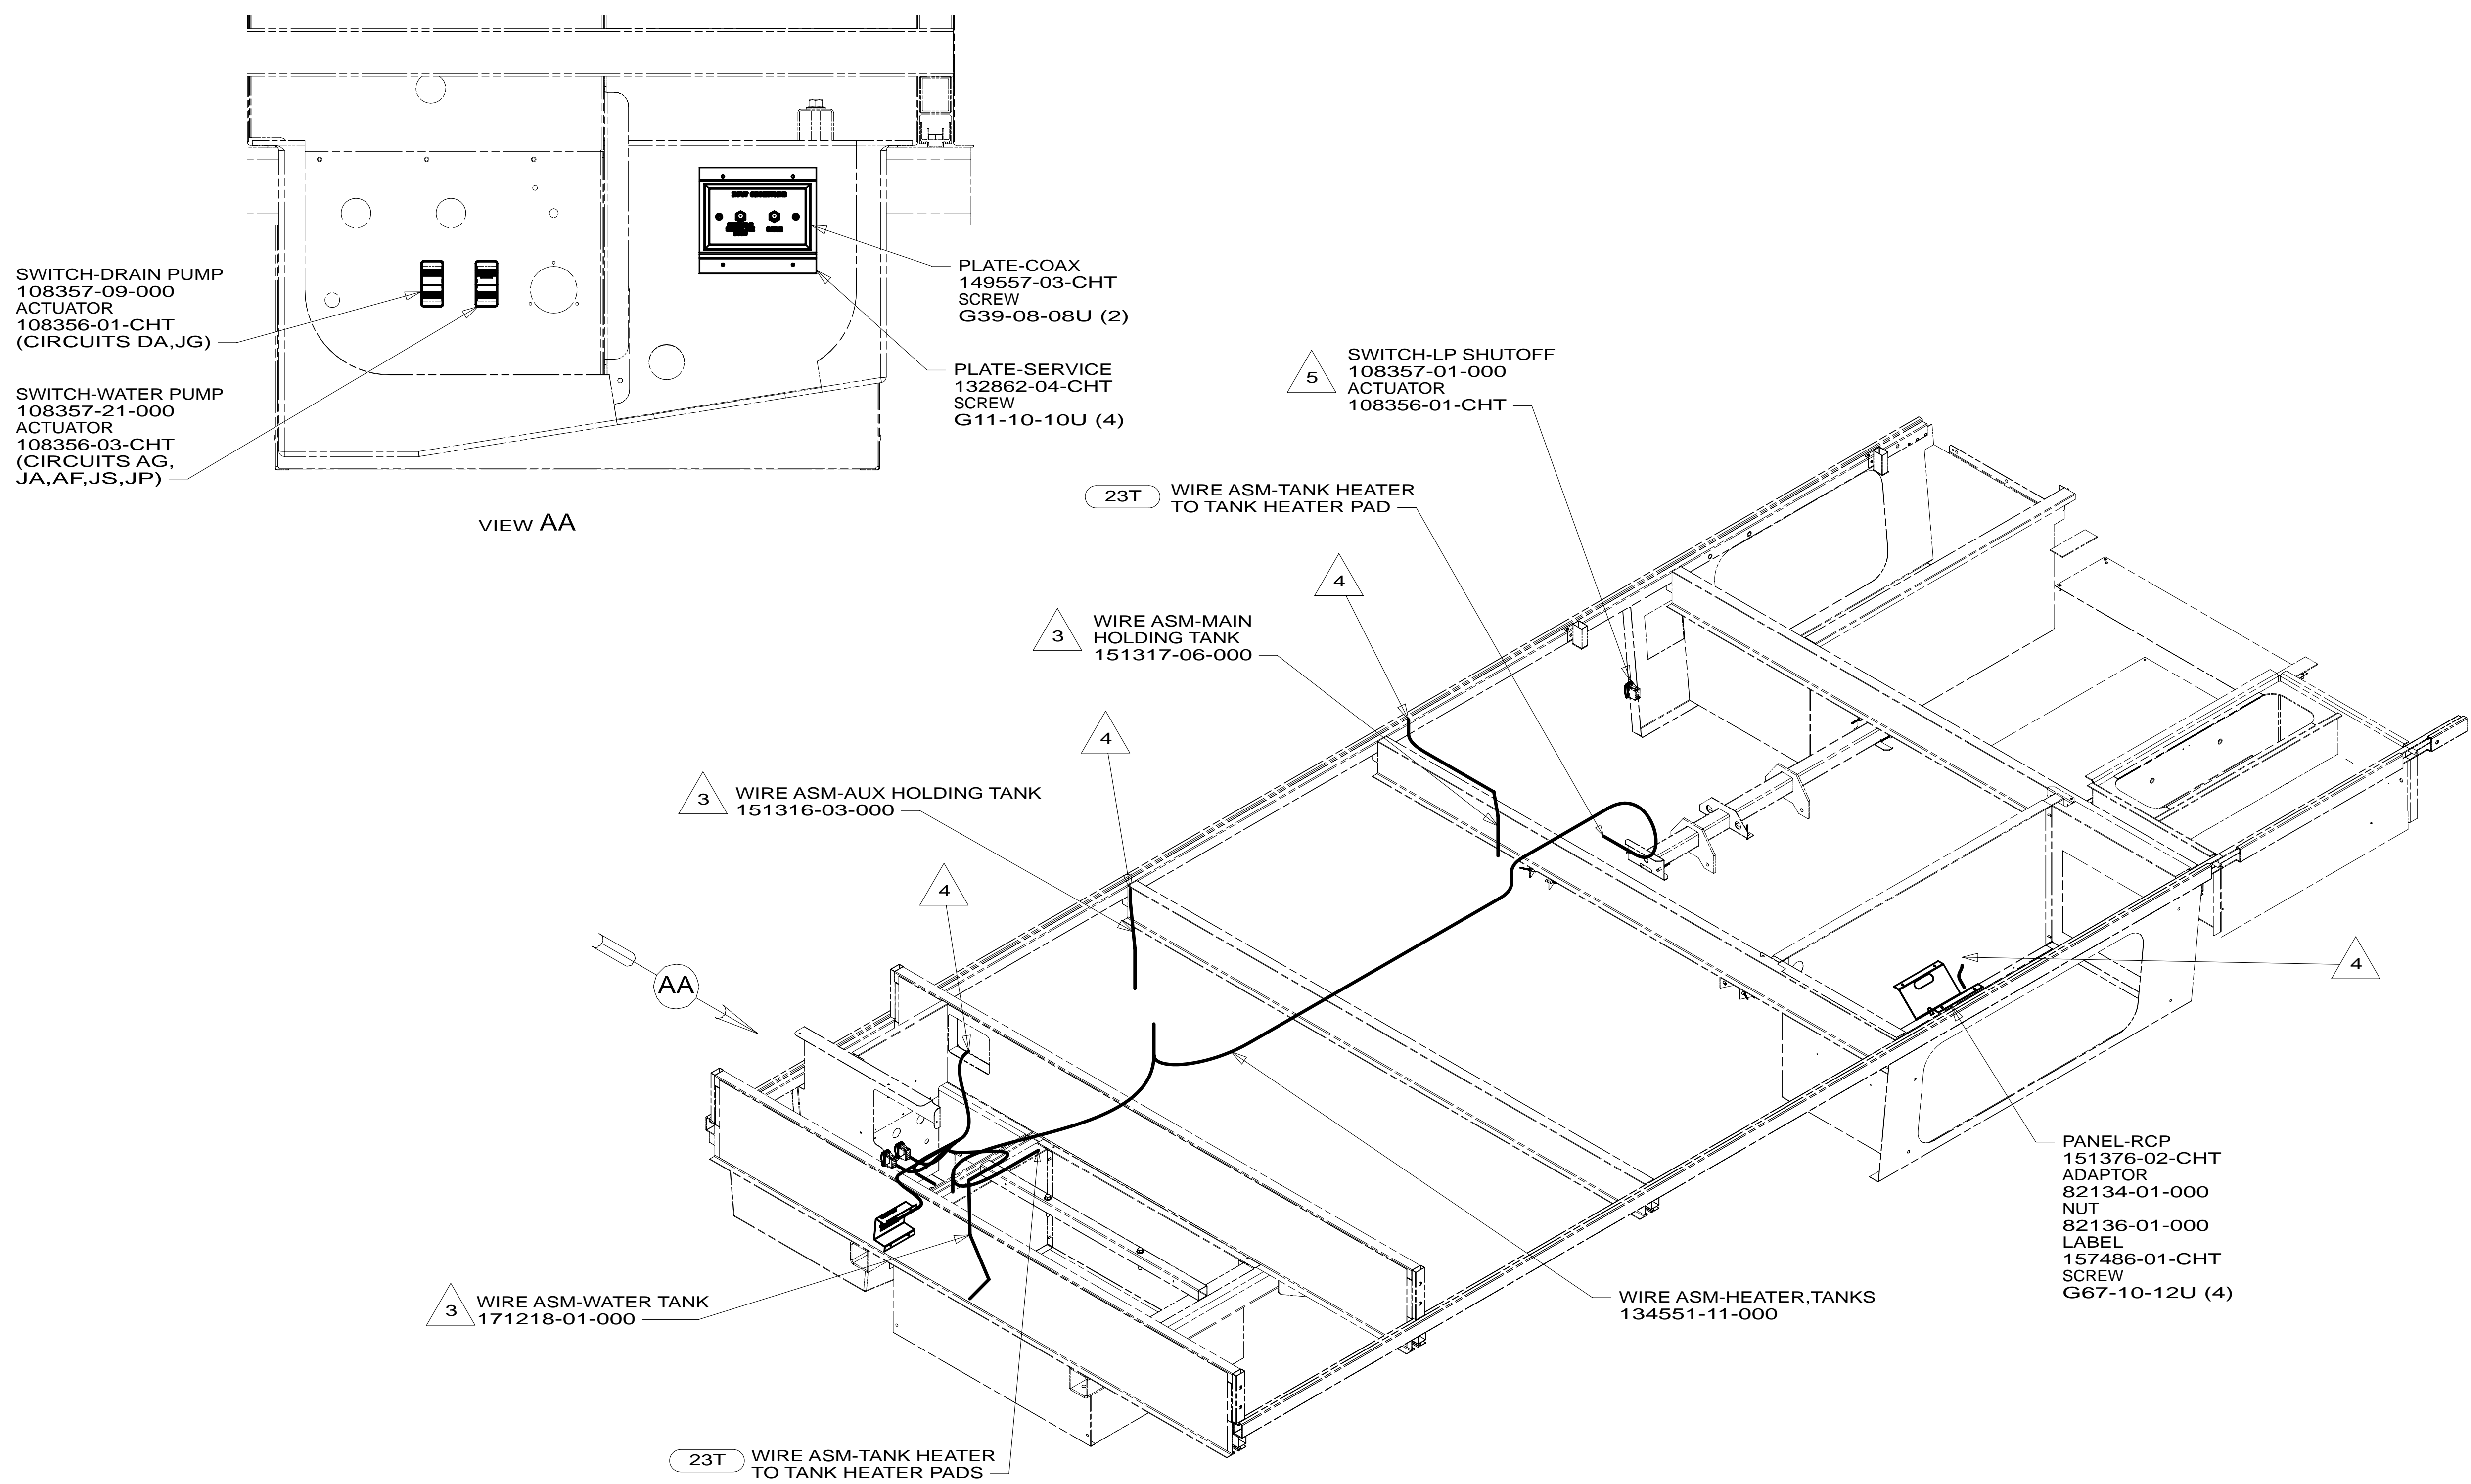 SWITCH-DRAIN PUMP
108357-09-000
ACTUATOR
108356-01-CHT
(CIRCUITS DA,JG)
SWITCH-WATER PUMP
108357-21-000
ACTUATOR
108356-03-CHT
(CIRCUITS AG,
JA,AF,JS,JP)
PLATE-COAX
149557-03-CHT
SCREW
G39-08-08U (2)
PLATE-SERVICE
132862-04-CHT
SCREW
G11-10-10U (4)
VIEW AA
5
SWITCH-LP SHUTOFF
108357-01-000
ACTUATOR
108356-01-CHT
23T
WIRE ASM-TANK HEATER
TO TANK HEATER PAD
4
3
WIRE ASM-MAIN
HOLDING TANK
151317-06-000
4
3
WIRE ASM-AUX HOLDING TANK
151316-03-000
4
AA
4
PANEL-RCP
151376-02-CHT
ADAPTOR
82134-01-000
NUT
82136-01-000
LABEL
157486-01-CHT
SCREW
G67-10-12U (4)
3
WIRE ASM-WATER TANK
171218-01-000
WIRE ASM-HEATER,TANKS
134551-11-000
23T
WIRE ASM-TANK HEATER
TO TANK HEATER PADS